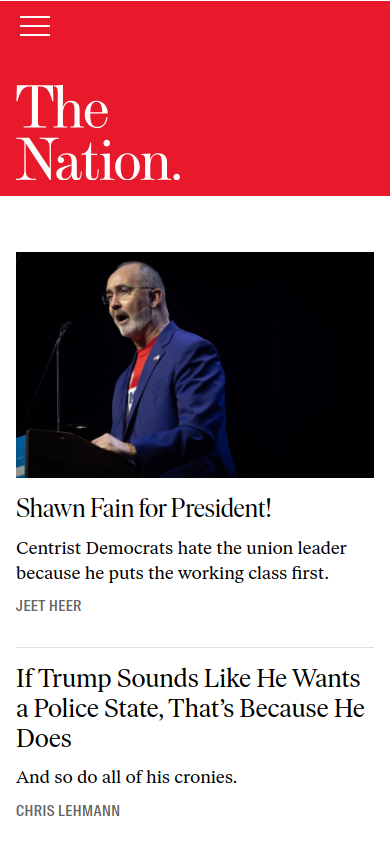 The
Nation.
Shawn Fain for President!
Centrist Democrats hate the union leader
because he puts the working class first.
JEET HEER
If Trump Sounds Like He Wants
a Police State, That’s Because He
Does
And so do all of his cronies.
CHRIS LEHMANN